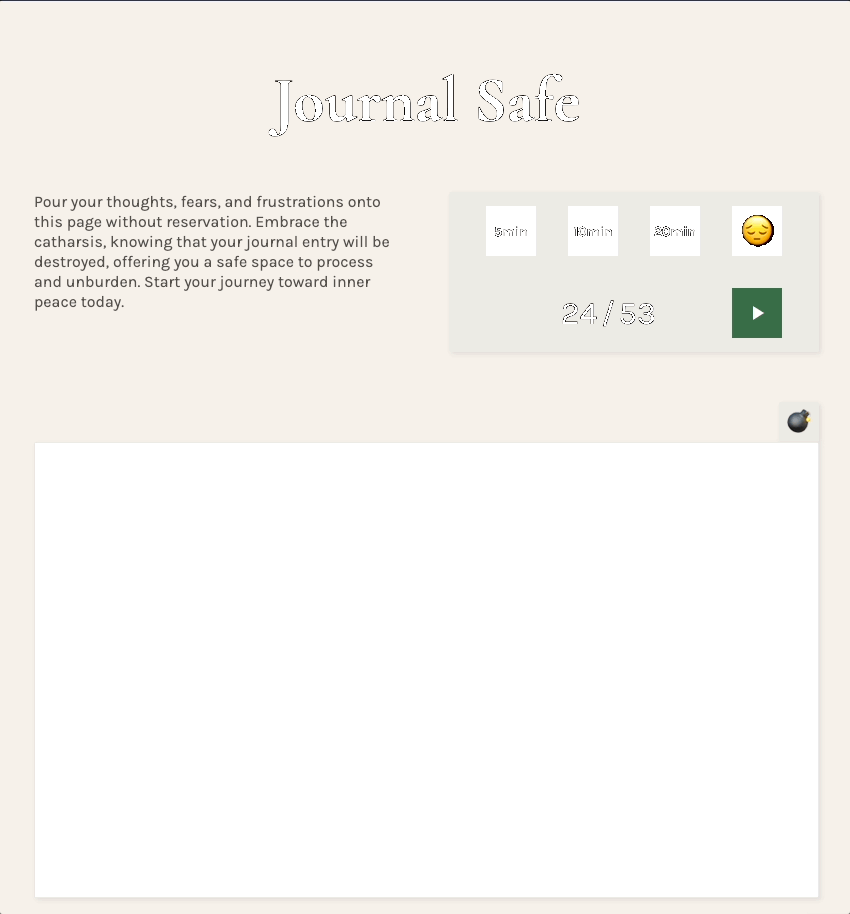 Journal Safe
Pour your thoughts, fears, and frustrations onto
this page without reservation. Embrace the
catharsis, knowing that your journal entry will be
destroyed, offering you a safe space to process
and unburden. Start your journey toward inner
peace today.
5min 10min 20min
24 / 53